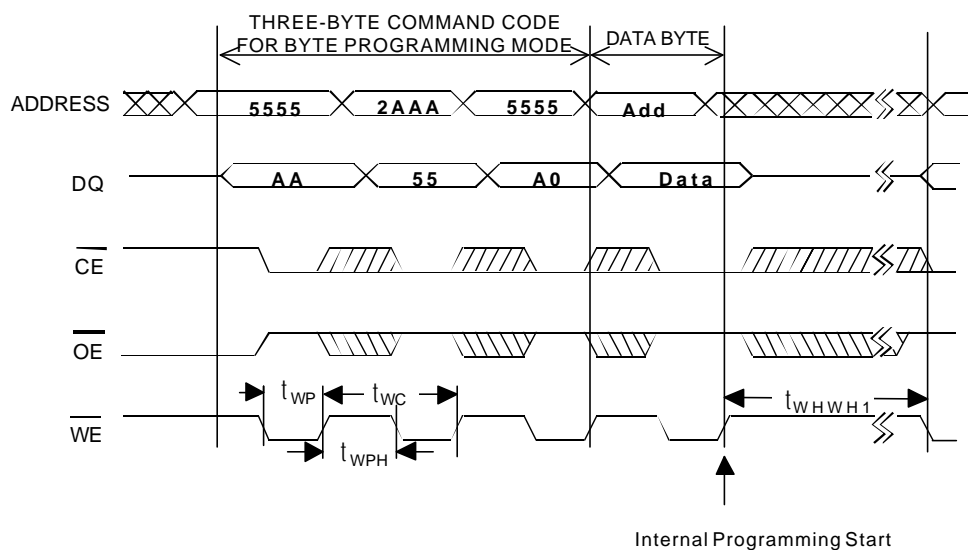 THREE-BYTE COMMAND CODE
FOR BYTE PROGRAMMING MODE
DATA BYTE
ADDRESS
5555
2AAA
5555
Add
DQ
AA
55
A0
Data
CE
OE
tWP
tWC
tWHWH1
WE
tWPH
Internal Programming Start